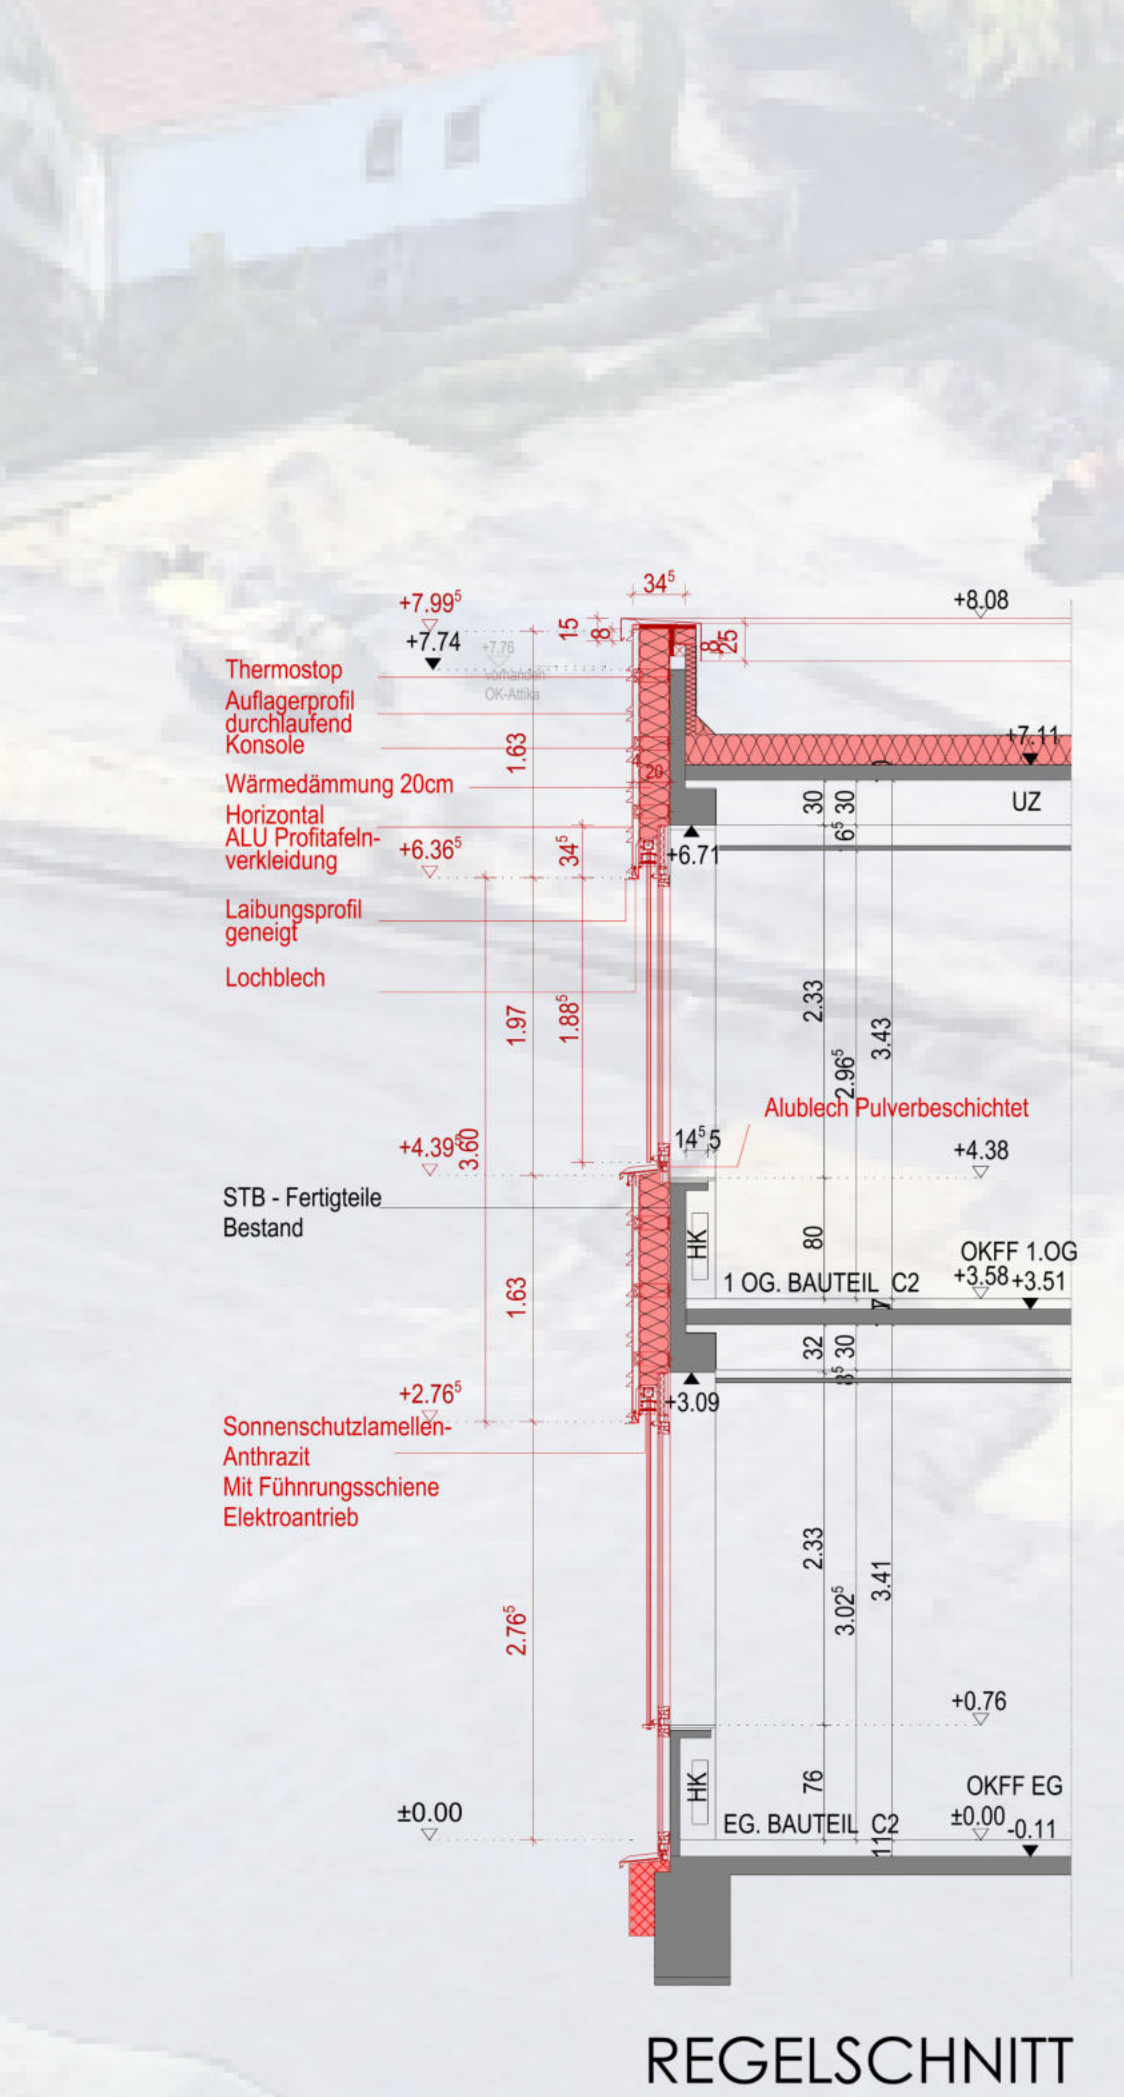 34⁵
+7.99⁵
+8.08
15
8
8
25
+7.74
+7.76
vorhanden
OK-Attika
Thermostop
Auflagerprofil
durchlaufend
Konsole
1.63
+7.11
4
20
Wärmedämmung 20cm
30
30
UZ
Horizontal
ALU Profitafeln-
verkleidung
+6.36⁵
34⁵
+6.71
6⁵
Laibungsprofil
geneigt
Lochblech
1.97
1.88⁵
2.33
2.96⁵
3.43
Alublech Pulverbeschichtet
+4.39⁵
3.60
14⁵
5
+4.38
STB - Fertigteile
Bestand
HK
80
OKFF 1.OG
+3.58
+3.51
1 OG. BAUTEIL C2
1.63
32
30
8⁵
+2.76⁵
+3.09
Sonnenschutzlamellen-
Anthrazit
Mit Fühnrungsschiene
Elektroantrieb
2.76⁵
2.33
3.02⁵
3.41
+0.76
HK
76
OKFF EG
±0.00
EG. BAUTEIL C2
±0.00
-0.11
11
REGELSCHNITT